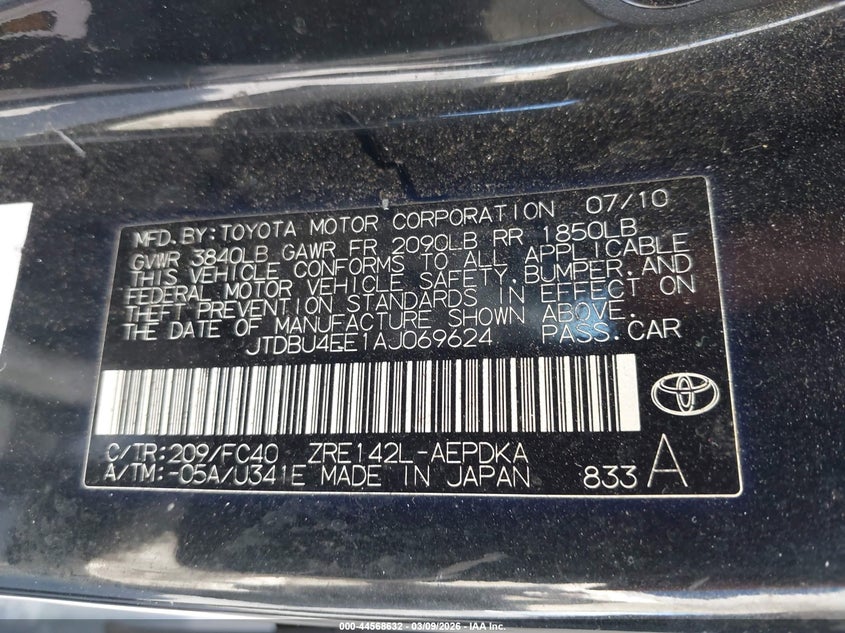 MFD. BY: TOYOTA MOTOR CORPORATION 07/10
GVWR 3840LB GAWR FR 2090LB RR 1850LB
THIS VEHICLE CONFORMS TO ALL APPLICABLE
FEDERAL MOTOR VEHICLE SAFETY, BUMPER, AND
THEFT PREVENTION STANDARDS IN EFFECT ON
THE DATE OF MANUFACTURE SHOWN ABOVE.
JTDBU4EE1AJ069624 PASS. CAR
C/TR: 209/FC40 ZRE142L-AEPDKA
A/TM: -05A/U341E MADE IN JAPAN 833 A
000-44568632 - 03/09/2026 - IAA Inc.